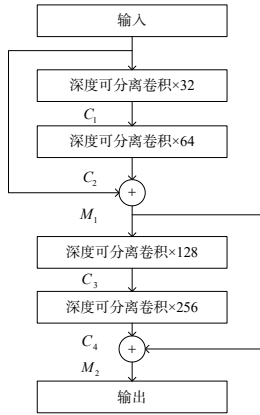 输入
深度可分离卷积×32
C₁
深度可分离卷积×64
C₂
+
M₁
深度可分离卷积×128
C₃
深度可分离卷积×256
C₄
+
M₂
输出